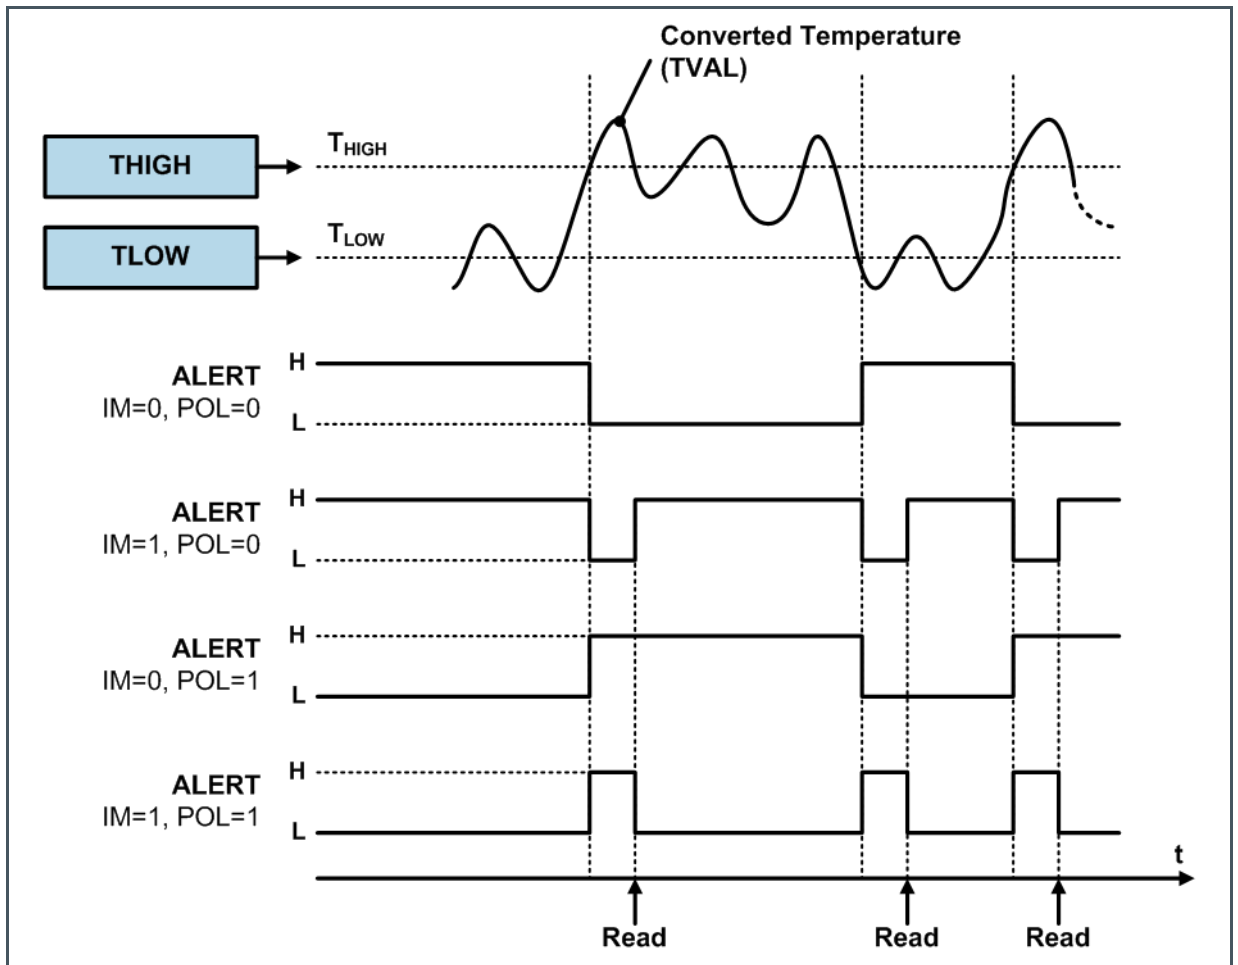 Converted Temperature
(TVAL)
THIGH
THIGH
TLOW
TLOW
H
ALERT
IM=0, POL=0
L
H
ALERT
IM=1, POL=0
L
H
ALERT
IM=0, POL=1
L
H
ALERT
IM=1, POL=1
L
t
Read
Read
Read